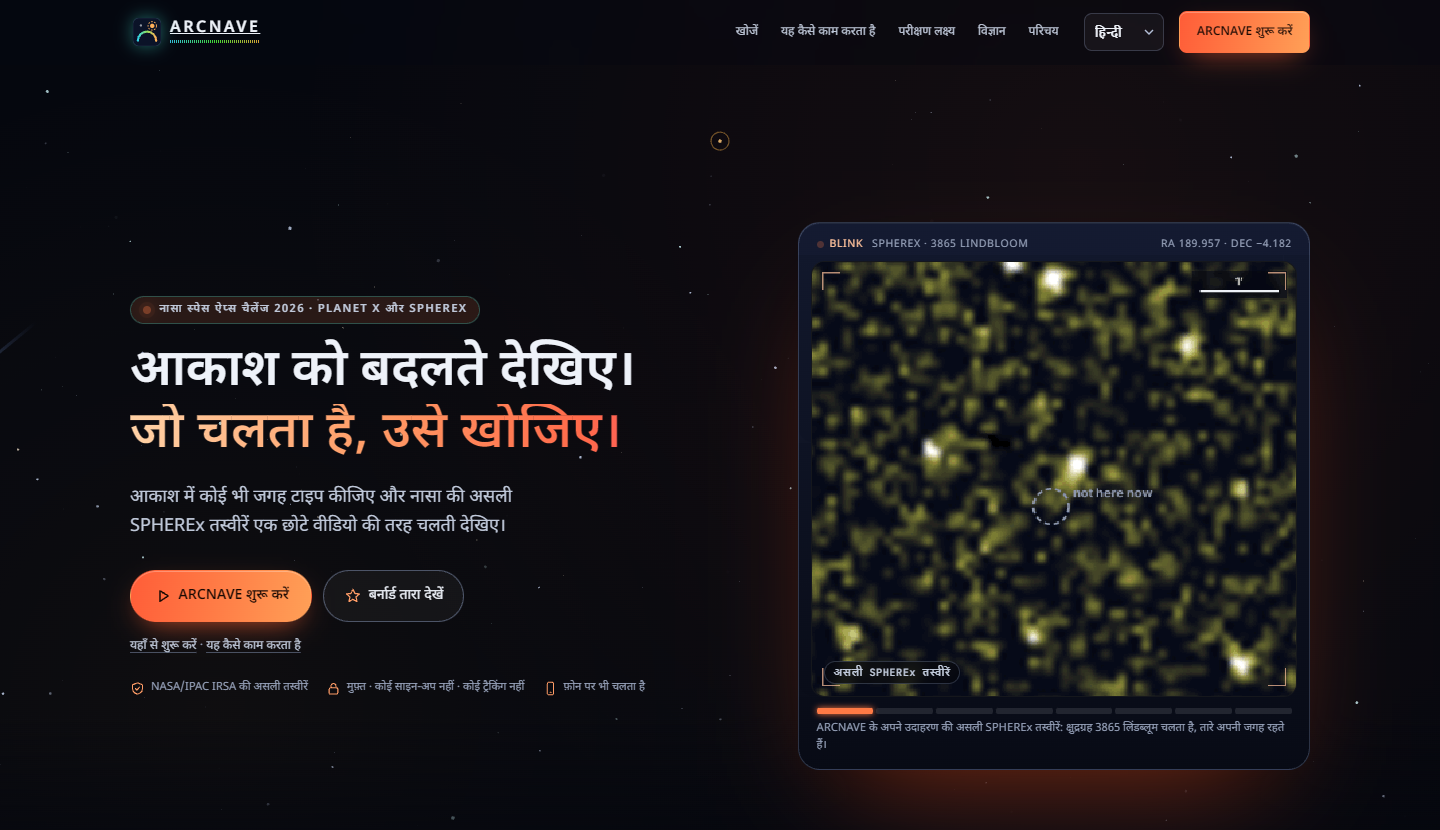 ARCNAVE
खोजें
यह कैसे काम करता है
परीक्षण लक्ष्य
विज्ञान
परिचय
हिन्दी
ARCNAVE शुरू करें
नासा स्पेस ऐप्स चैलेंज 2026 · PLANET X और SPHEREX
आकाश को बदलते देखिए।
जो चलता है, उसे खोजिए।
आकाश में कोई भी जगह टाइप कीजिए और नासा की असली
SPHEREx तस्वीरें एक छोटे वीडियो की तरह चलती देखिए।
ARCNAVE शुरू करें
बर्नार्ड तारा देखें
यहाँ से शुरू करें · यह कैसे काम करता है
NASA/IPAC IRSA की असली तस्वीरें
मुफ़्त · कोई साइन-अप नहीं · कोई ट्रैकिंग नहीं
फ़ोन पर भी चलता है
BLINK SPHEREX · 3865 LINDBLOOM
RA 189.957 · DEC −4.182
1'
not here now
असली SPHEREx तस्वीरें
ARCNAVE के अपने उदाहरण की असली SPHEREx तस्वीरें: क्षुद्रग्रह 3865 लिंडब्लूम चलता है, तारे अपनी जगह रहते
हैं।